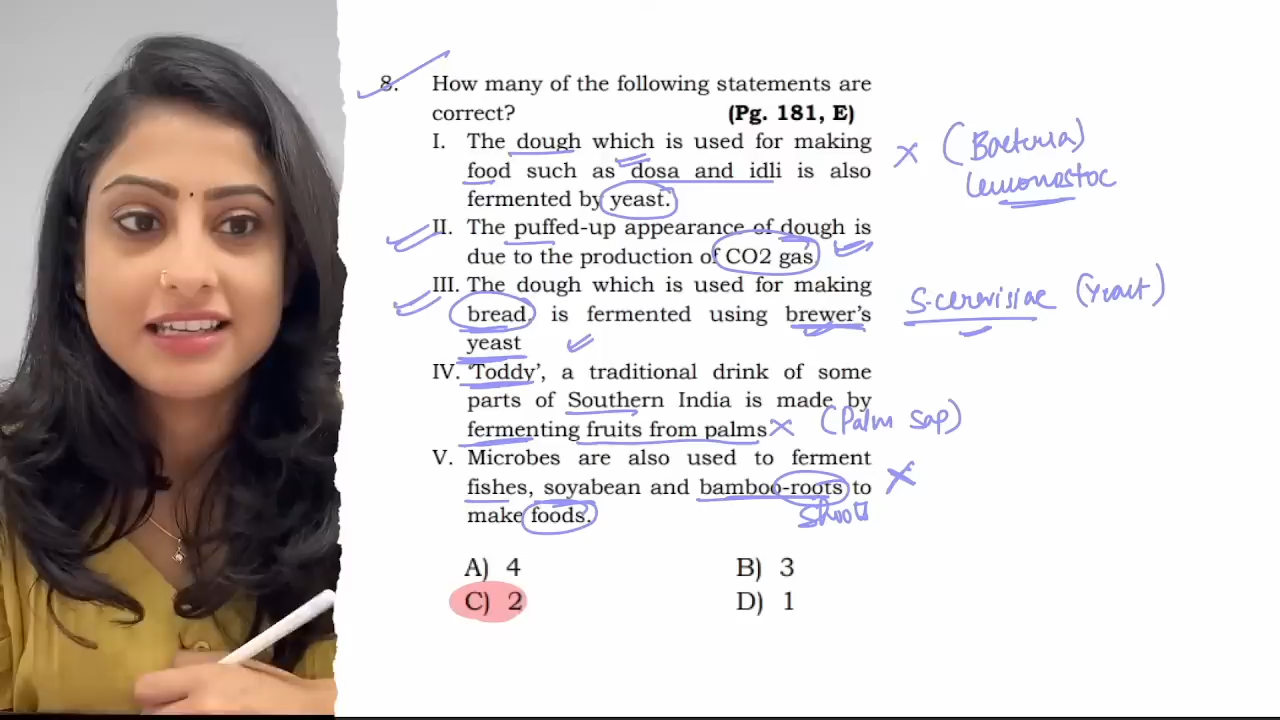 8. How many of the following statements are
correct? (Pg. 181, E)
I. The dough which is used for making
food such as dosa and idli is also
fermented by yeast.
× (Bacteria)
Leuconostoc
II. The puffed-up appearance of dough is
due to the production of CO2 gas.
III. The dough which is used for making
bread is fermented using brewer's
yeast
S.cerevisiae (Yeast)
IV. 'Toddy', a traditional drink of some
parts of Southern India is made by
fermenting fruits from palms × (Palm sap)
V. Microbes are also used to ferment
fishes, soyabean and bamboo-roots to ×
make foods. shoots
A) 4 B) 3
C) 2 D) 1